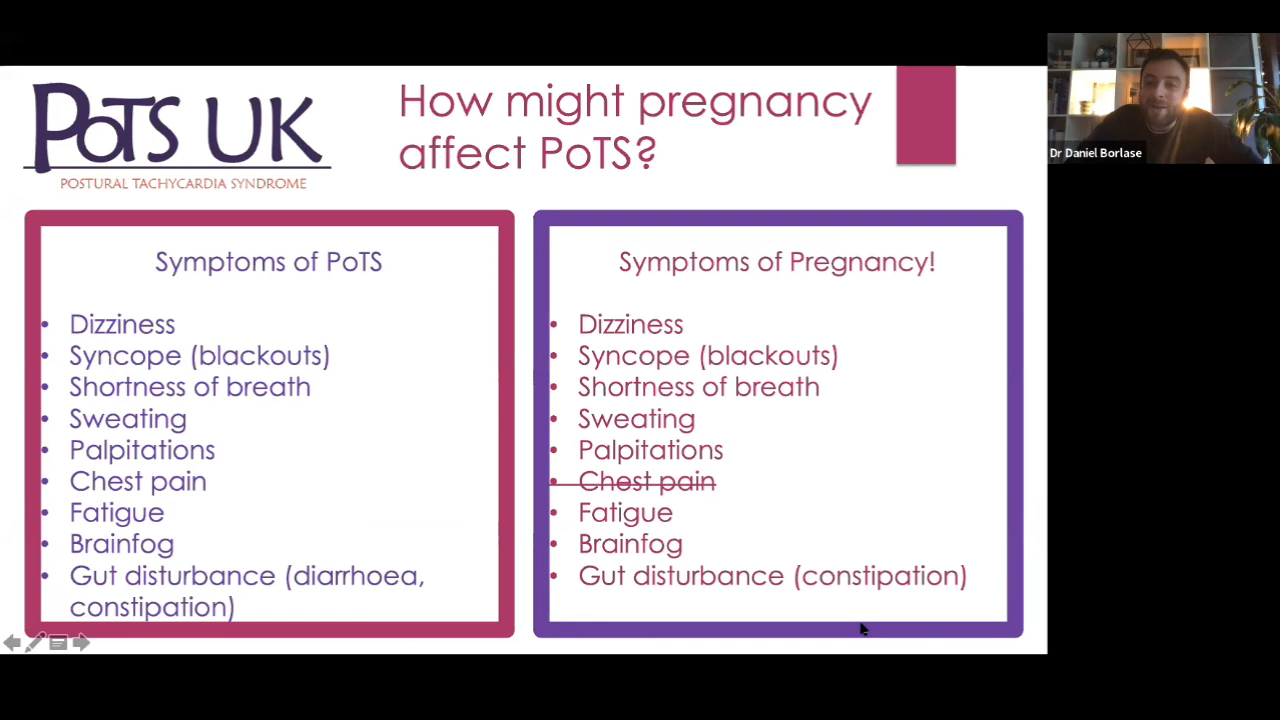 PoTS UK
POSTURAL TACHYCARDIA SYNDROME
How might pregnancy
affect PoTS?
Dr Daniel Borlase
Symptoms of PoTS
• Dizziness
• Syncope (blackouts)
• Shortness of breath
• Sweating
• Palpitations
• Chest pain
• Fatigue
• Brainfog
• Gut disturbance (diarrhoea,
constipation)
Symptoms of Pregnancy!
• Dizziness
• Syncope (blackouts)
• Shortness of breath
• Sweating
• Palpitations
• Chest pain
• Fatigue
• Brainfog
• Gut disturbance (constipation)